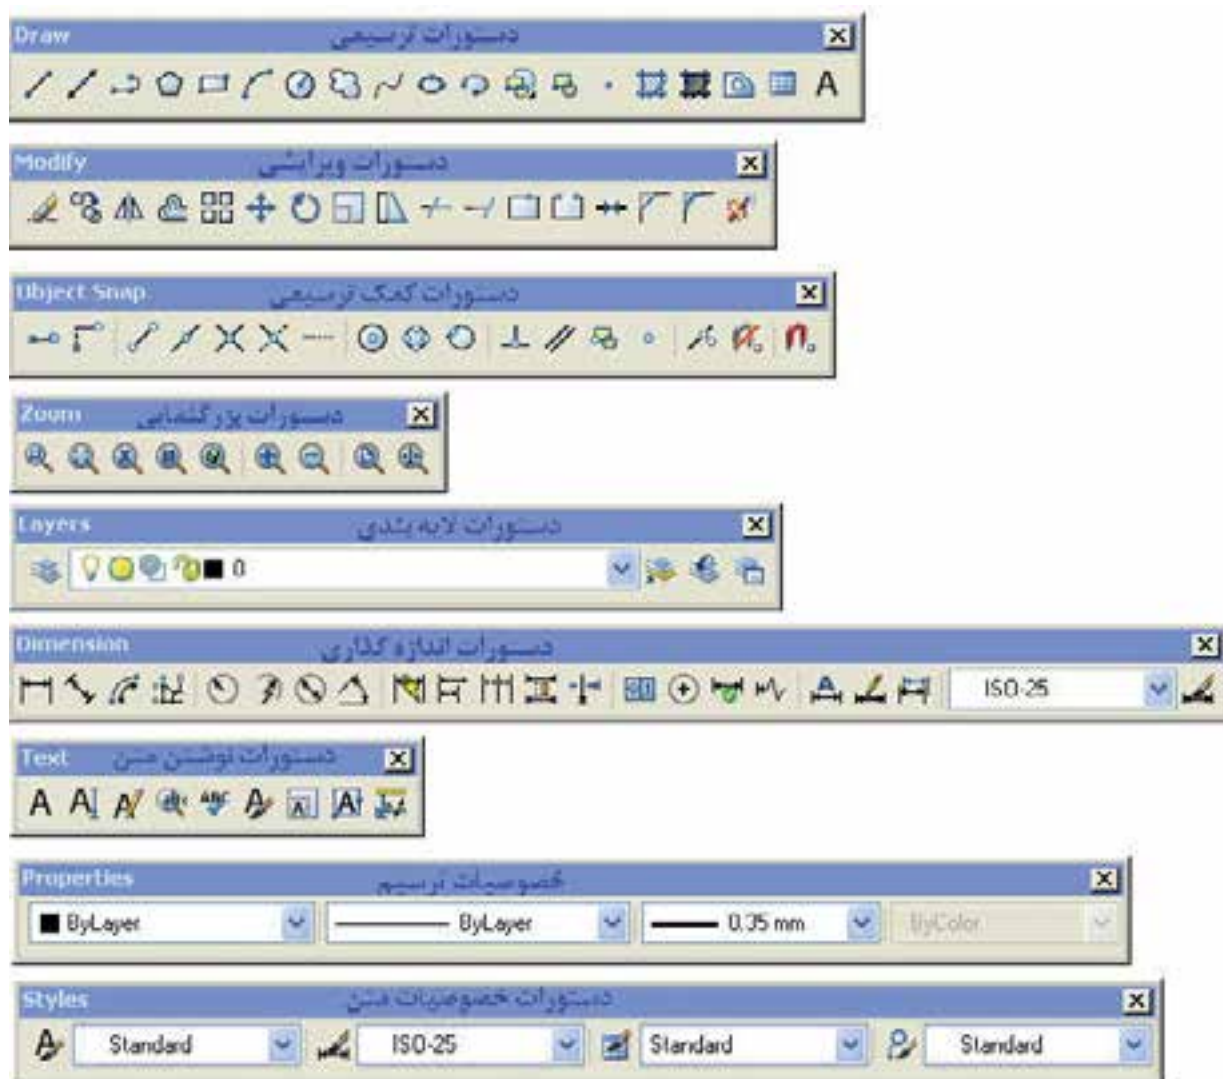 Draw دستورات ترسیمی
A
Modify دستورات ویرایشی
Object Snap دستورات کمک ترسیمی
Zoom دستورات بزرگنمایی
Layers دستورات لایه بندی
0
Dimension دستورات اندازه گذاری
ISO-25
Text دستورات نوشتن متن
A A A ABC A A A
Properties خصوصیات ترسیم
ByLayer ByLayer 0.35 mm ByColor
Styles دستورات خصوصیات متن
Standard ISO-25 Standard Standard